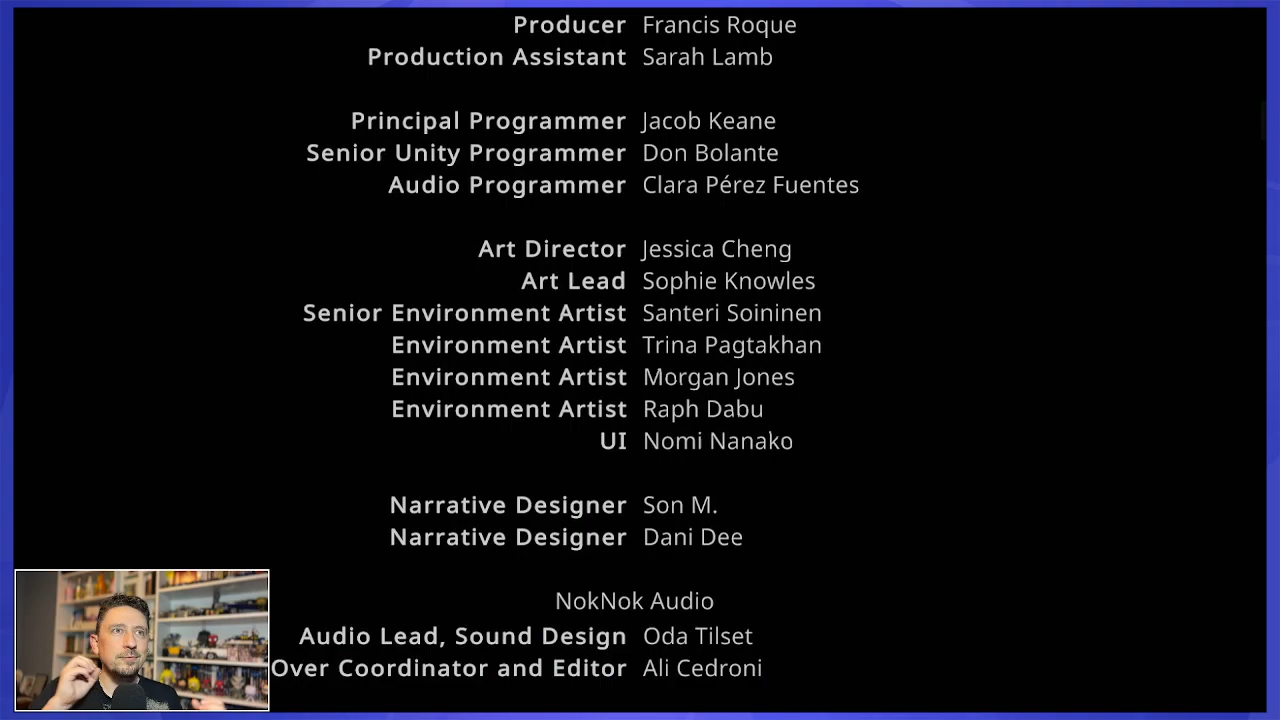 Producer Francis Roque
Production Assistant Sarah Lamb
Principal Programmer Jacob Keane
Senior Unity Programmer Don Bolante
Audio Programmer Clara Pérez Fuentes
Art Director Jessica Cheng
Art Lead Sophie Knowles
Senior Environment Artist Santeri Soininen
Environment Artist Trina Pagtakhan
Environment Artist Morgan Jones
Environment Artist Raph Dabu
UI Nomi Nanako
Narrative Designer Son M.
Narrative Designer Dani Dee
NokNok Audio
Audio Lead, Sound Design Oda Tilset
Over Coordinator and Editor Ali Cedroni